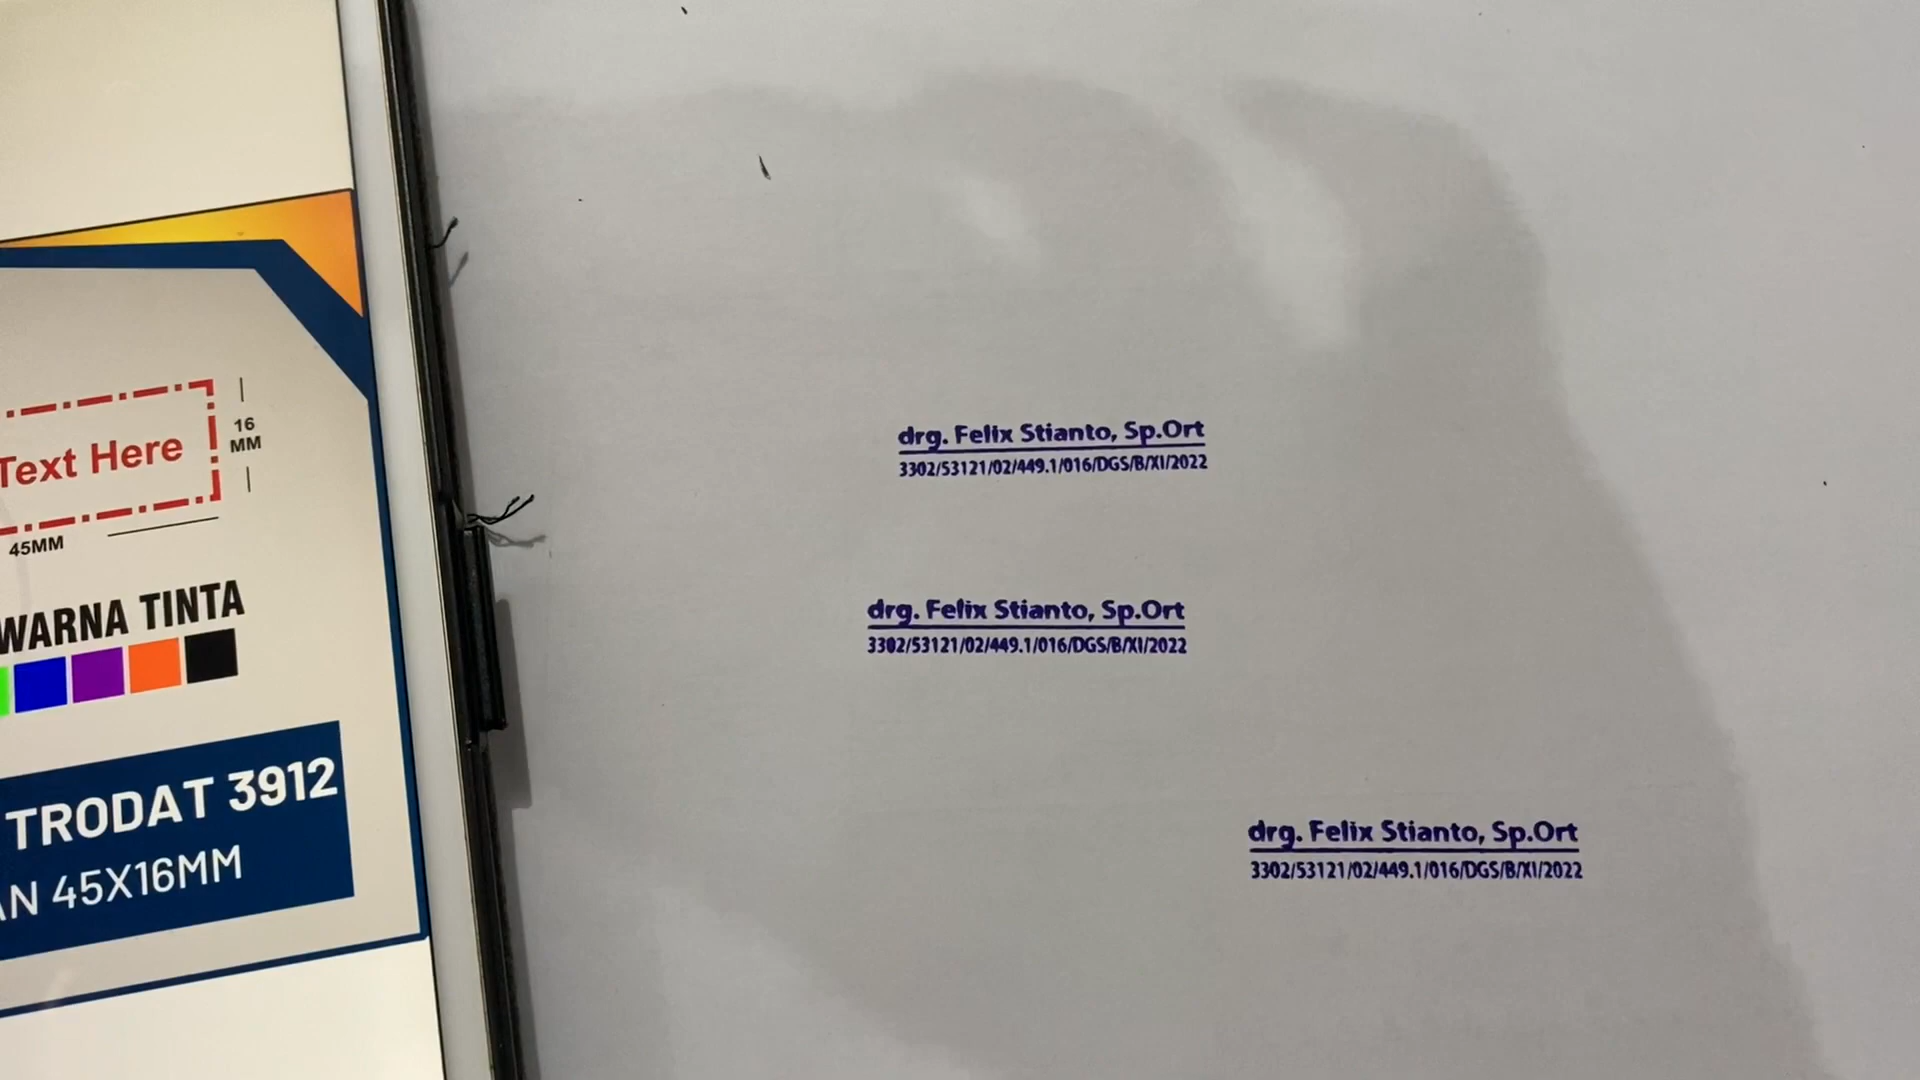 Text Here
16
MM
45MM
WARNA TINTA
TRODAT 3912
45X16MM
drg. Felix Stianto, Sp.Ort
3302/53121/02/449.1/016/DGS/B/XI/2022
drg. Felix Stianto, Sp.Ort
3302/53121/02/449.1/016/DGS/B/XI/2022
drg. Felix Stianto, Sp.Ort
3302/53121/02/449.1/016/DGS/B/XI/2022